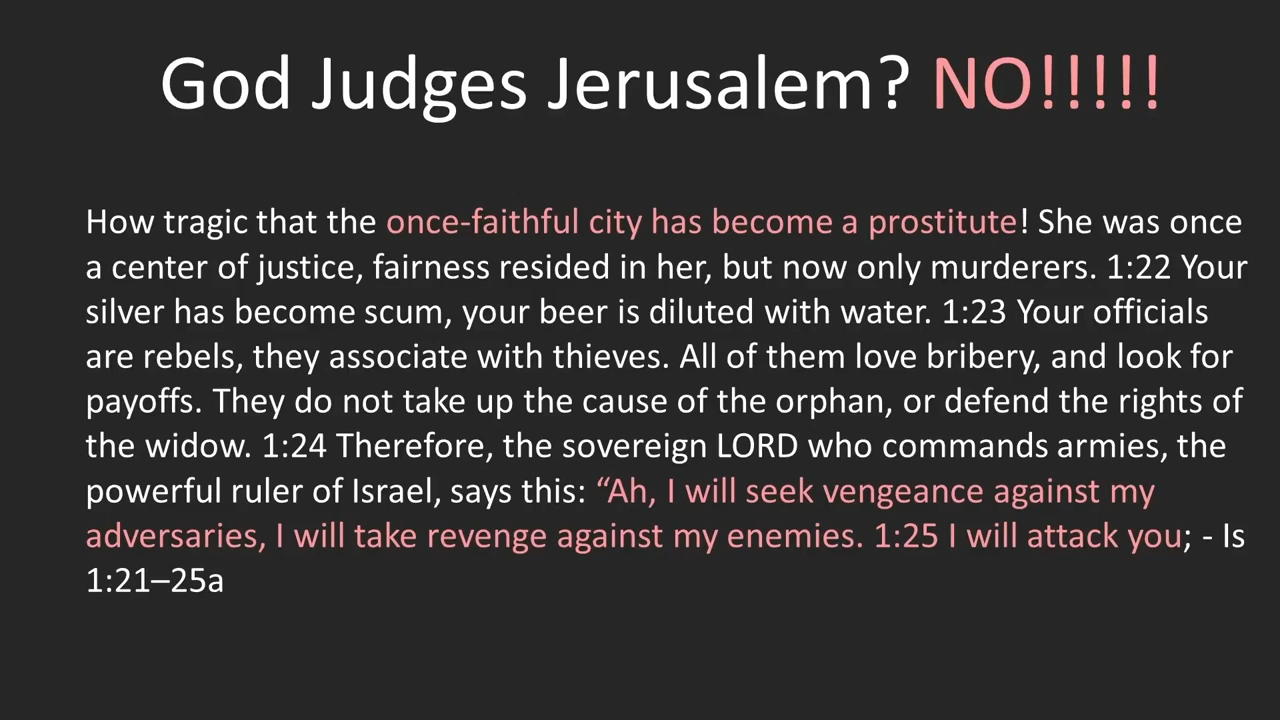 God Judges Jerusalem? NO!!!!!
How tragic that the once-faithful city has become a prostitute! She was once
a center of justice, fairness resided in her, but now only murderers. 1:22 Your
silver has become scum, your beer is diluted with water. 1:23 Your officials
are rebels, they associate with thieves. All of them love bribery, and look for
payoffs. They do not take up the cause of the orphan, or defend the rights of
the widow. 1:24 Therefore, the sovereign LORD who commands armies, the
powerful ruler of Israel, says this: “Ah, I will seek vengeance against my
adversaries, I will take revenge against my enemies. 1:25 I will attack you; - Is
1:21–25a